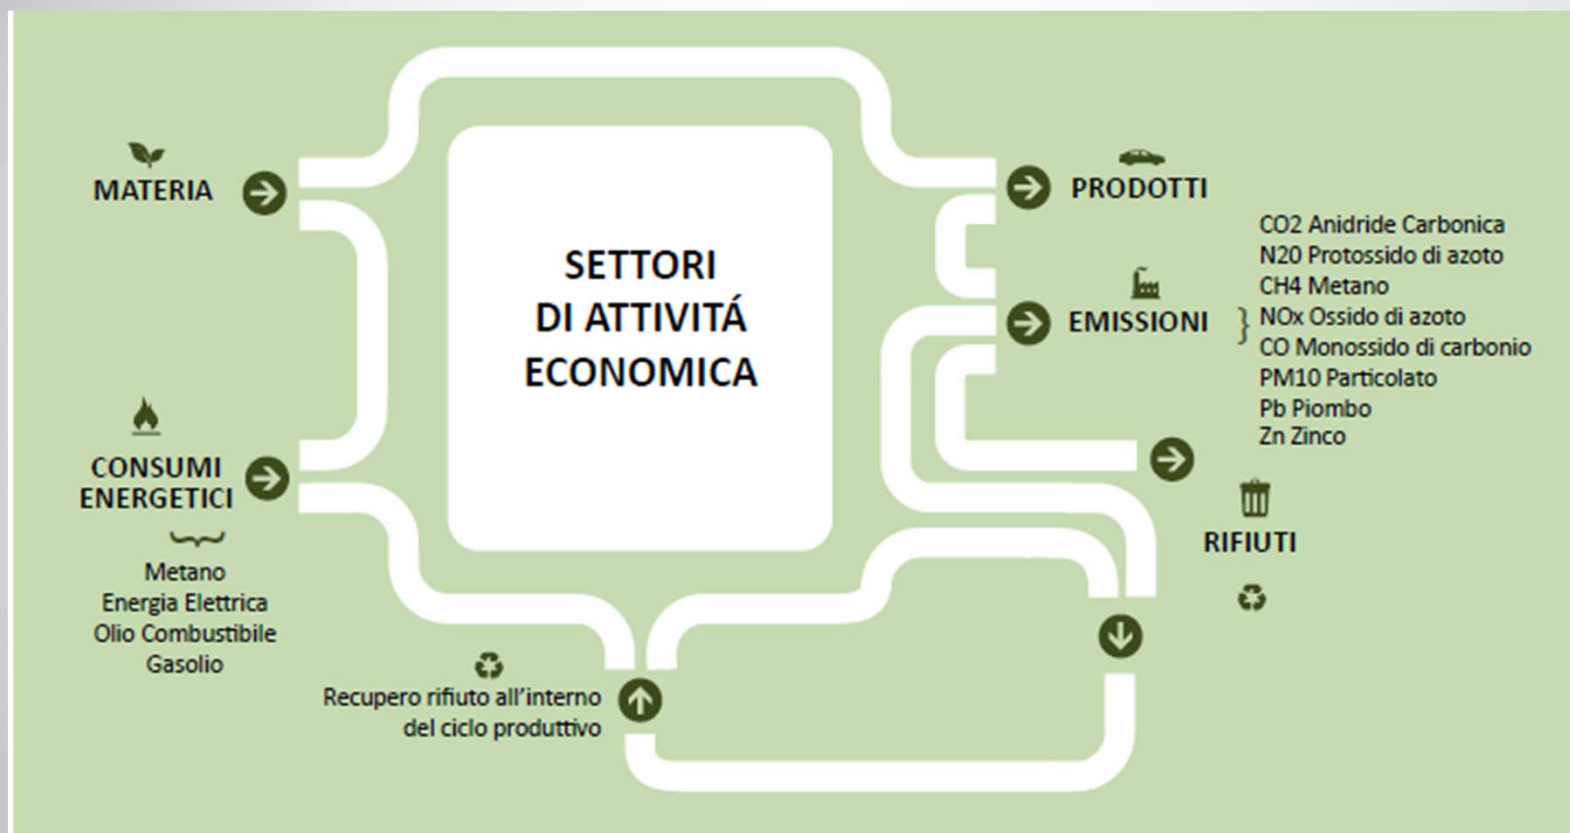 MATERIA
CONSUMI
ENERGETICI
Metano
Energia Elettrica
Olio Combustibile
Gasolio
SETTORI
DI ATTIVITÁ
ECONOMICA
Recupero rifiuto all'interno
del ciclo produttivo
PRODOTTI
EMISSIONI
CO2 Anidride Carbonica
N20 Protossido di azoto
CH4 Metano
NOx Ossido di azoto
CO Monossido di carbonio
PM10 Particolato
Pb Piombo
Zn Zinco
RIFIUTI